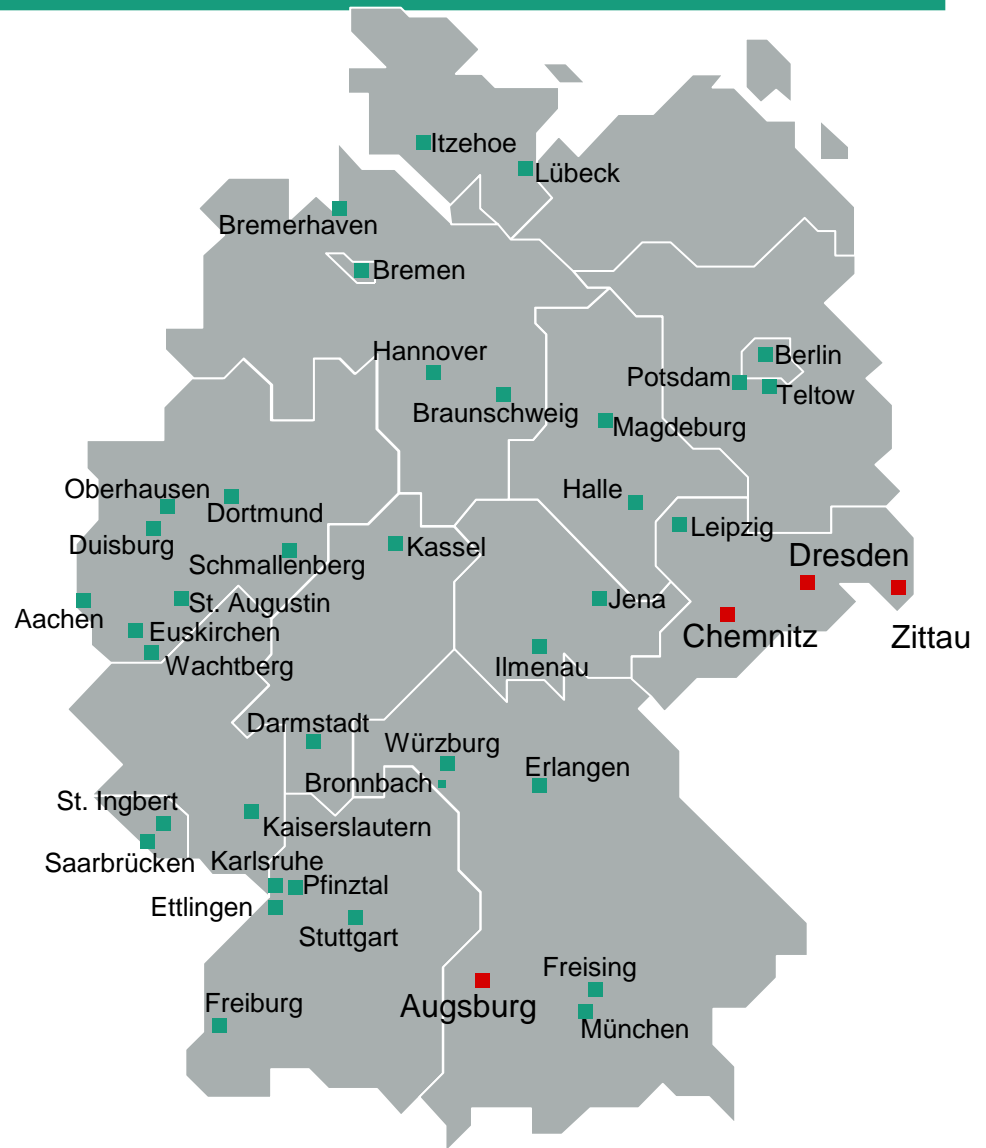 Itzehoe
Lübeck
Bremerhaven
Bremen
Hannover
Berlin
Potsdam
Teltow
Braunschweig
Magdeburg
Oberhausen
Halle
Dortmund
Leipzig
Duisburg
Kassel
Dresden
Schmallenberg
St. Augustin
Jena
Aachen
Euskirchen
Chemnitz
Zittau
Wachtberg
Ilmenau
Darmstadt
Würzburg
Erlangen
Bronnbach
St. Ingbert
Kaiserslautern
Saarbrücken
Karlsruhe
Pfinztal
Ettlingen
Stuttgart
Freising
Freiburg
Augsburg
München